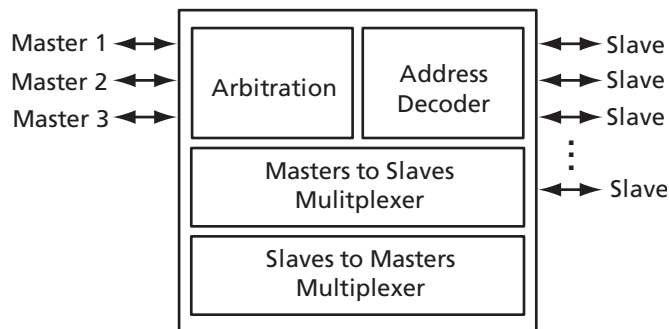 Master 1
Master 2
Master 3
Arbitration
Address
Decoder
Masters to Slaves
Mulitplexer
Slaves to Masters
Multiplexer
Slave
Slave
Slave
Slave